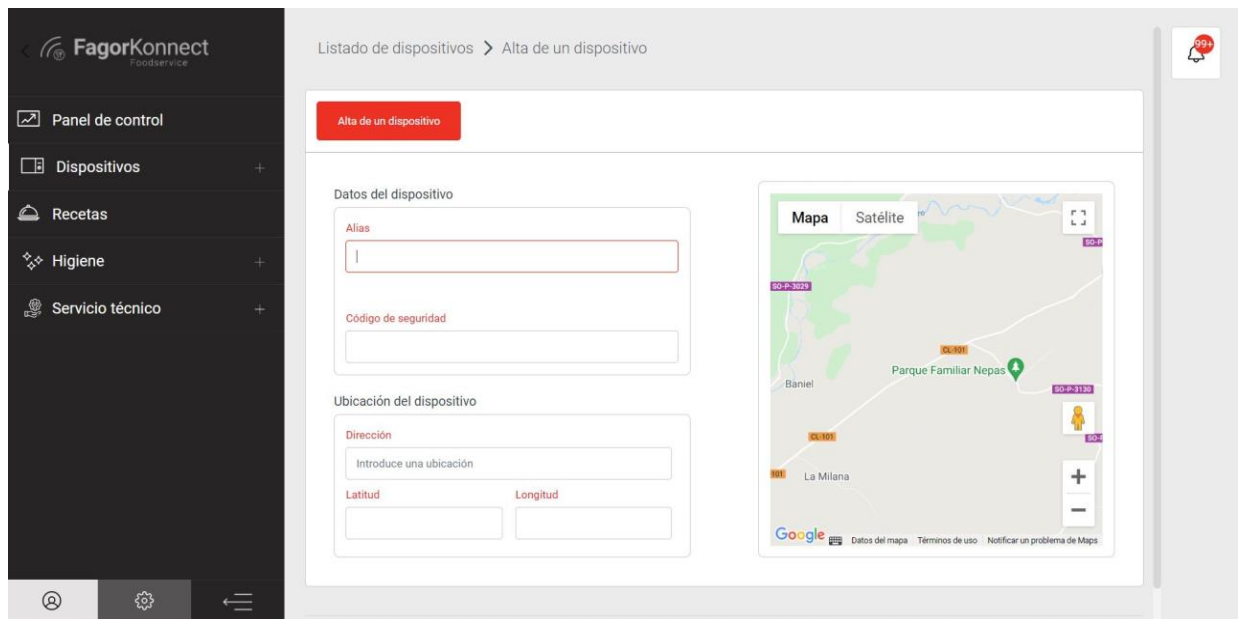 FagorKonnect
Foodservice
Panel de control
Dispositivos
Recetas
Higiene
Servicio técnico
Listado de dispositivos > Alta de un dispositivo
99+
Alta de un dispositivo
Datos del dispositivo
Alias
Código de seguridad
Ubicación del dispositivo
Dirección
Introduce una ubicación
Latitud Longitud
Mapa Satélite
SO-P
SO-P-3029
CL-101
Parque Familiar Nepas
Baniel
SO-P-3130
CL-101
SO-P
101
La Milana
Google Datos del mapa Términos de uso Notificar un problema de Maps